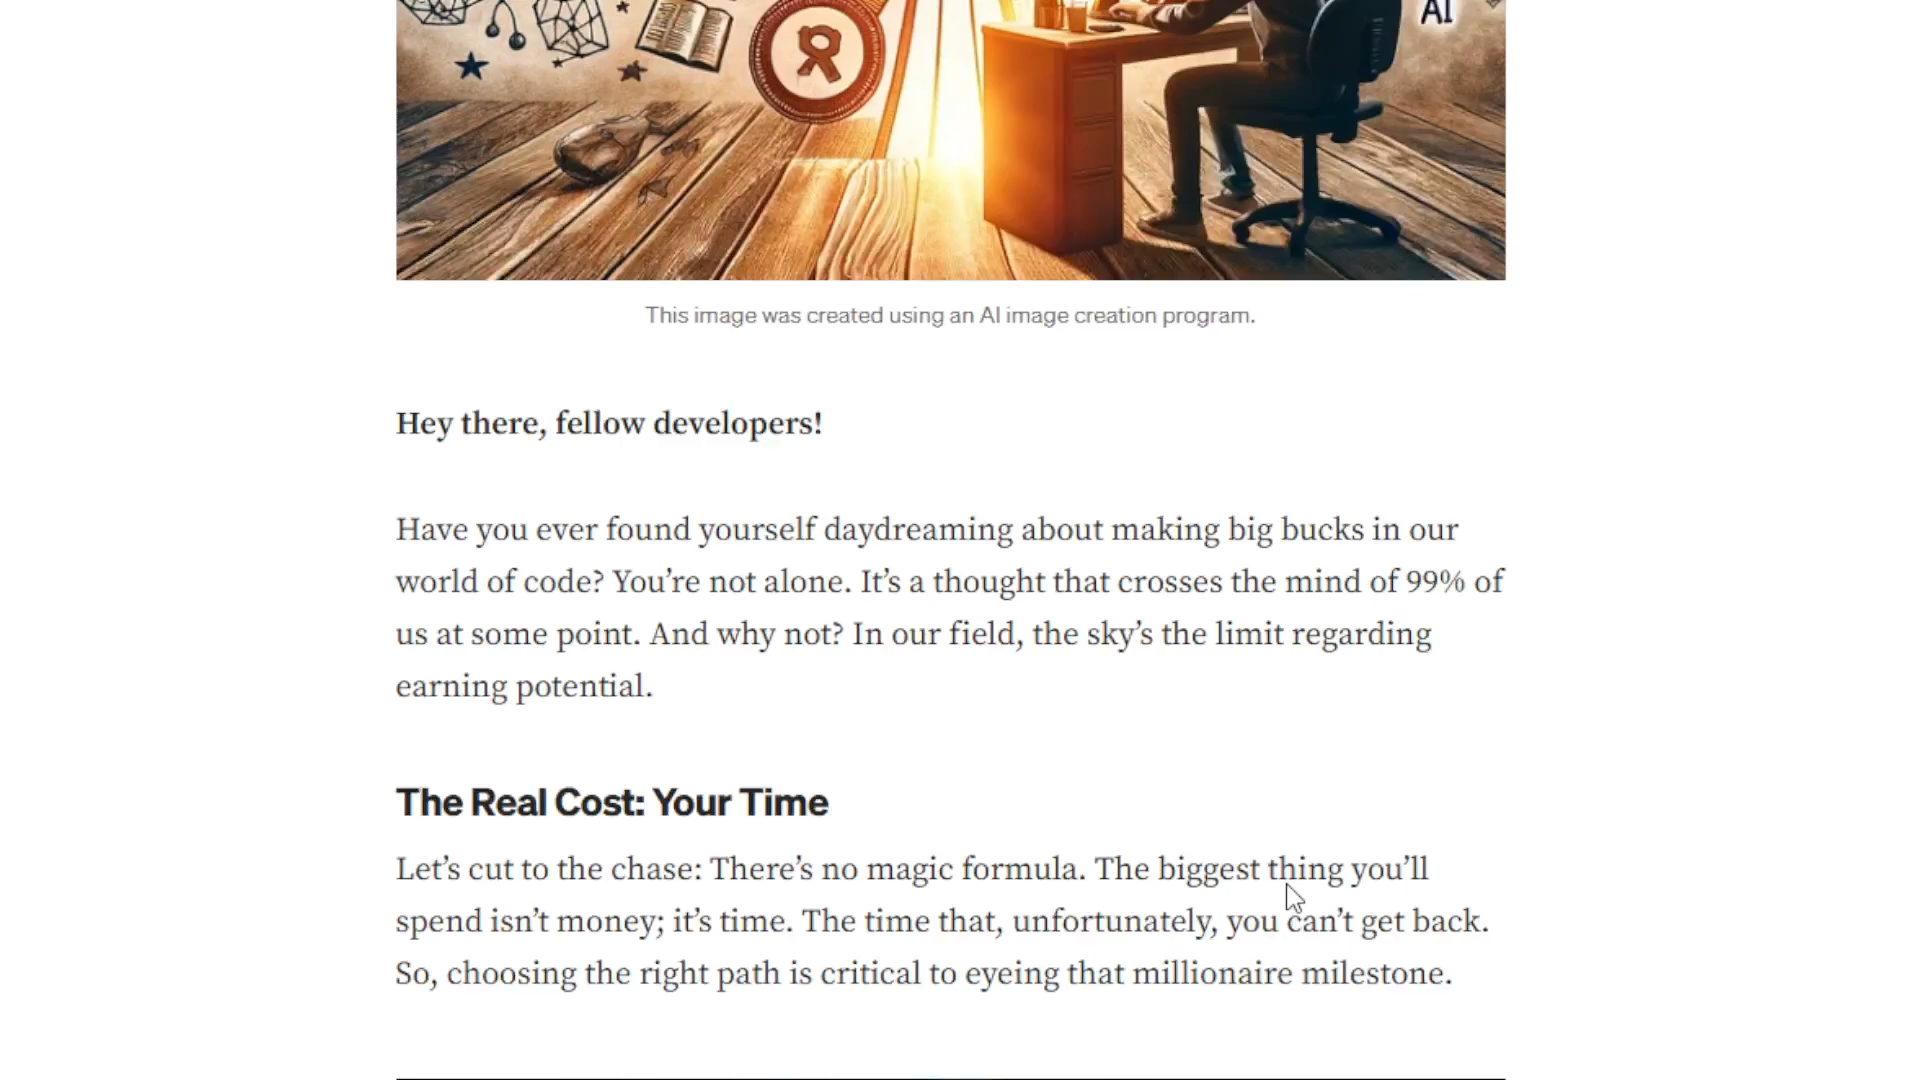 AI
This image was created using an AI image creation program.
Hey there, fellow developers!
Have you ever found yourself daydreaming about making big bucks in our
world of code? You’re not alone. It’s a thought that crosses the mind of 99% of
us at some point. And why not? In our field, the sky’s the limit regarding
earning potential.
The Real Cost: Your Time
Let’s cut to the chase: There’s no magic formula. The biggest thing you’ll
spend isn’t money; it’s time. The time that, unfortunately, you can’t get back.
So, choosing the right path is critical to eyeing that millionaire milestone.